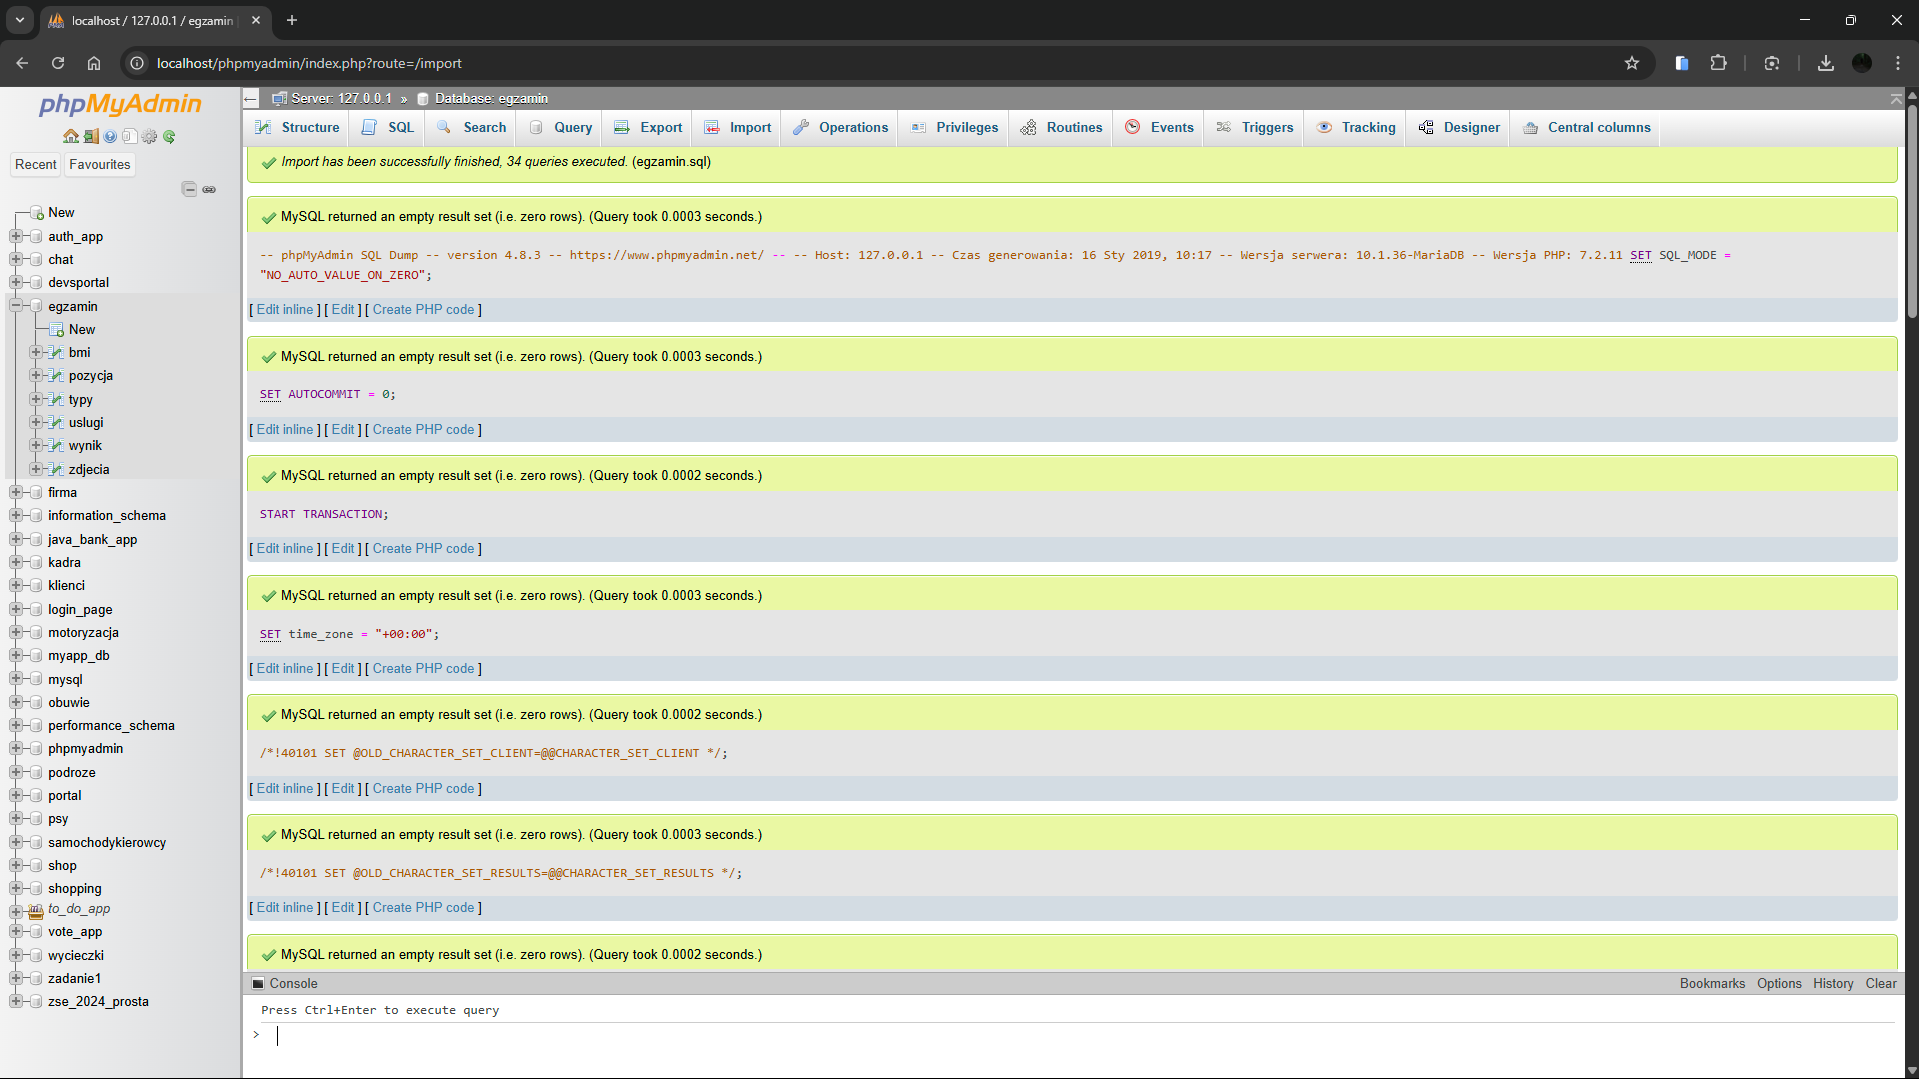 localhost / 127.0.0.1 / egzamin
localhost/phpmyadmin/index.php?route=/import
phpMyAdmin
Recent Favourites
New
auth_app
chat
devsportal
egzamin
New
bmi
pozycja
typy
uslugi
wynik
zdjecia
firma
information_schema
java_bank_app
kadra
klienci
login_page
motoryzacja
myapp_db
mysql
obuwie
performance_schema
phpmyadmin
podroze
portal
psy
samochodykierowcy
shop
shopping
to_do_app
vote_app
wycieczki
zadanie1
zse_2024_prosta
Server: 127.0.0.1 » Database: egzamin
Structure SQL Search Query Export Import Operations Privileges Routines Events Triggers Tracking Designer Central columns
Import has been successfully finished, 34 queries executed. (egzamin.sql)
MySQL returned an empty result set (i.e. zero rows). (Query took 0.0003 seconds.)
-- phpMyAdmin SQL Dump -- version 4.8.3 -- https://www.phpmyadmin.net/ -- -- Host: 127.0.0.1 -- Czas generowania: 16 Sty 2019, 10:17 -- Wersja serwera: 10.1.36-MariaDB -- Wersja PHP: 7.2.11 SET SQL_MODE =
"NO_AUTO_VALUE_ON_ZERO";
[ Edit inline ] [ Edit ] [ Create PHP code ]
MySQL returned an empty result set (i.e. zero rows). (Query took 0.0003 seconds.)
SET AUTOCOMMIT = 0;
[ Edit inline ] [ Edit ] [ Create PHP code ]
MySQL returned an empty result set (i.e. zero rows). (Query took 0.0002 seconds.)
START TRANSACTION;
[ Edit inline ] [ Edit ] [ Create PHP code ]
MySQL returned an empty result set (i.e. zero rows). (Query took 0.0003 seconds.)
SET time_zone = "+00:00";
[ Edit inline ] [ Edit ] [ Create PHP code ]
MySQL returned an empty result set (i.e. zero rows). (Query took 0.0002 seconds.)
/*!40101 SET @OLD_CHARACTER_SET_CLIENT=@@CHARACTER_SET_CLIENT */;
[ Edit inline ] [ Edit ] [ Create PHP code ]
MySQL returned an empty result set (i.e. zero rows). (Query took 0.0003 seconds.)
/*!40101 SET @OLD_CHARACTER_SET_RESULTS=@@CHARACTER_SET_RESULTS */;
[ Edit inline ] [ Edit ] [ Create PHP code ]
MySQL returned an empty result set (i.e. zero rows). (Query took 0.0002 seconds.)
Console Bookmarks Options History Clear
Press Ctrl+Enter to execute query
>